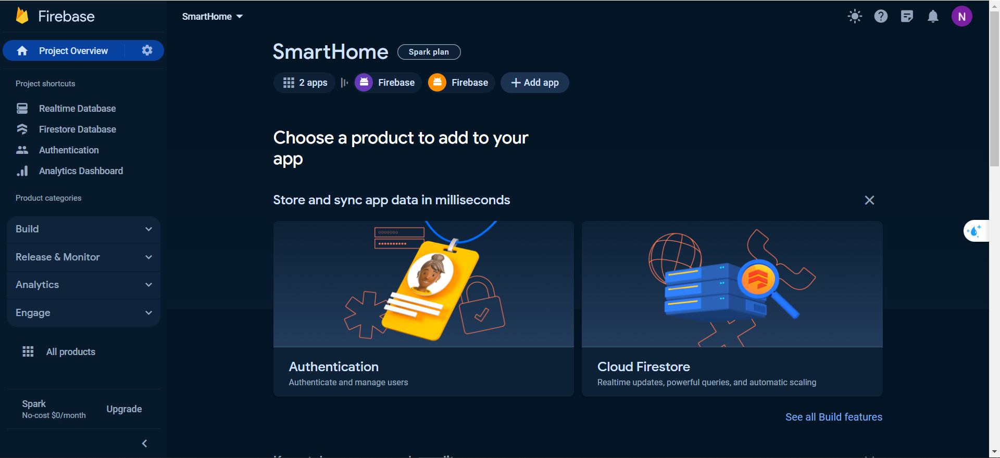 Firebase
SmartHome
N
Project Overview
Project shortcuts
Realtime Database
Firestore Database
Authentication
Analytics Dashboard
Product categories
Build
Release & Monitor
Analytics
Engage
All products
Spark
No-cost $0/month
Upgrade
SmartHome
Spark plan
2 apps
Firebase
Firebase
Add app
Choose a product to add to your
app
Store and sync app data in milliseconds
Authentication
Authenticate and manage users
Cloud Firestore
Realtime updates, powerful queries, and automatic scaling
See all Build features